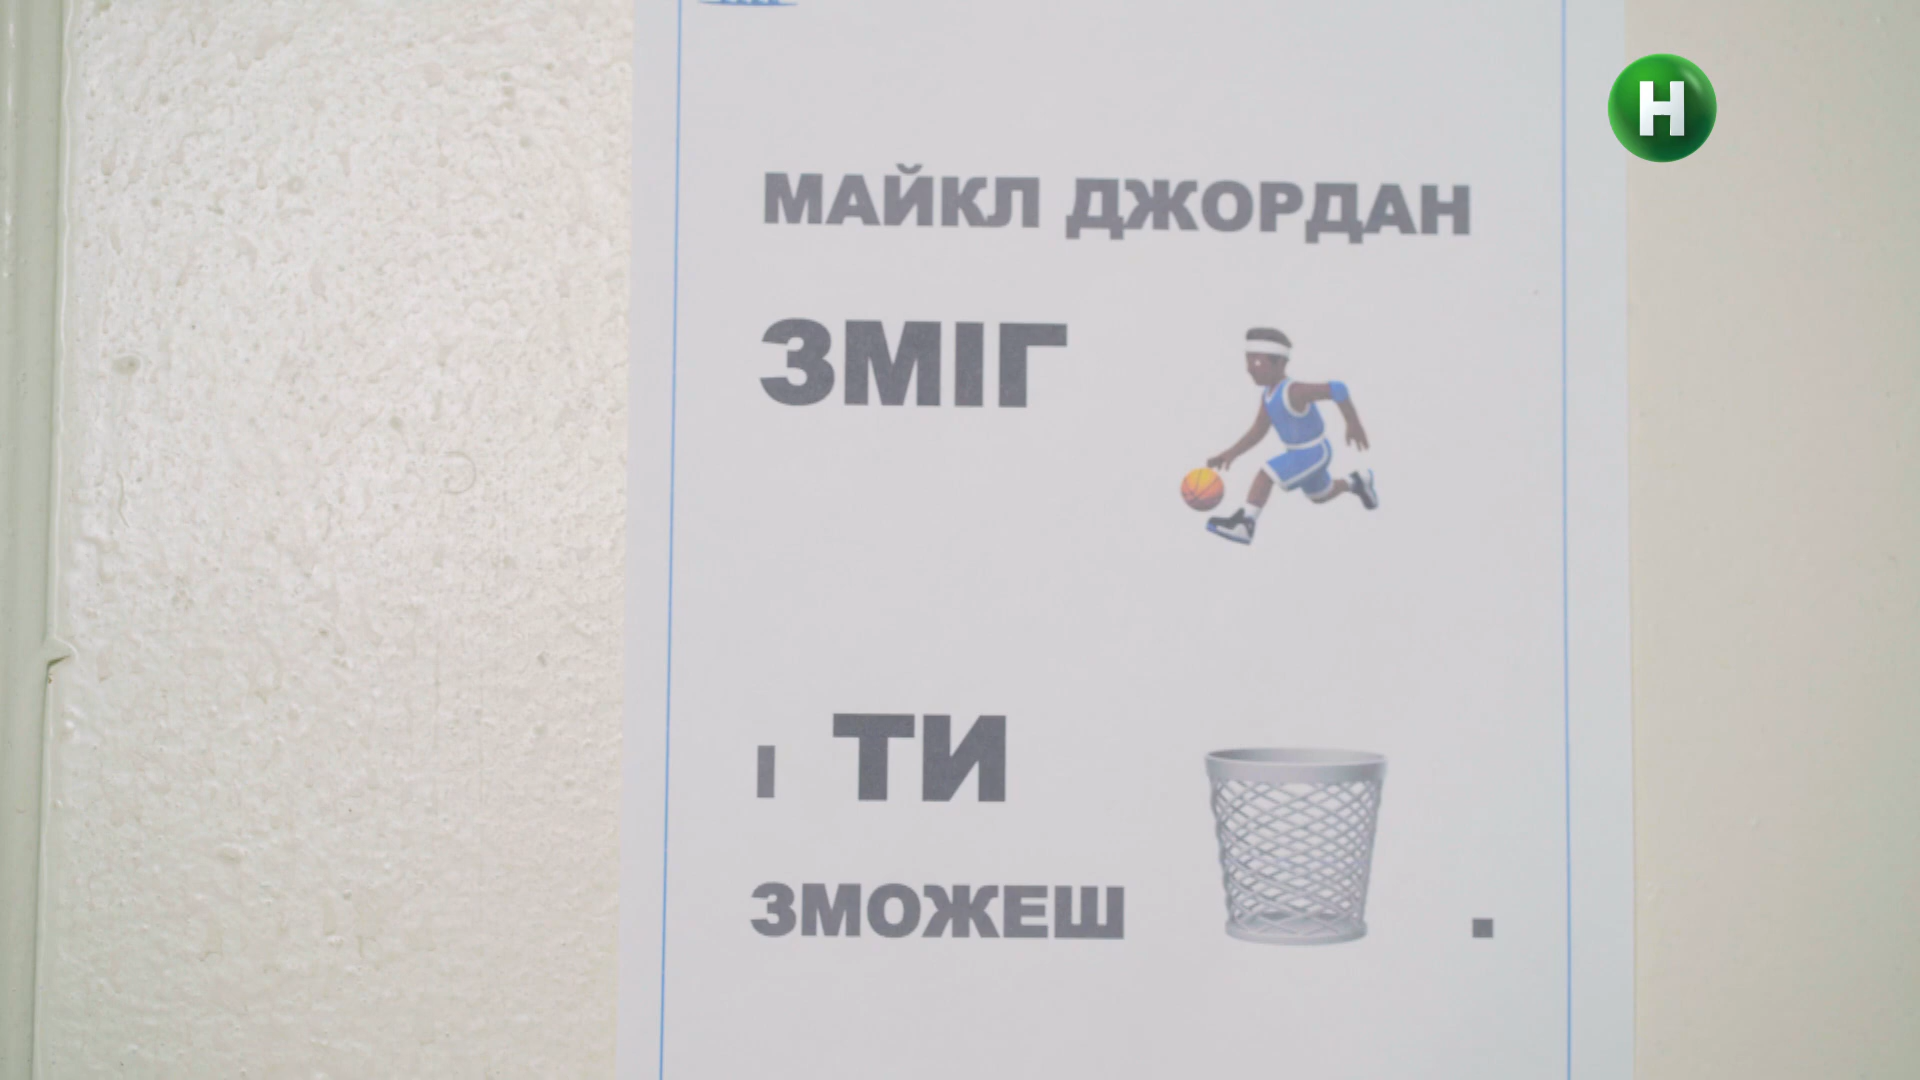 Н
МАЙКЛ ДЖОРДАН
ЗМІГ
І ТИ
ЗМОЖЕШ .